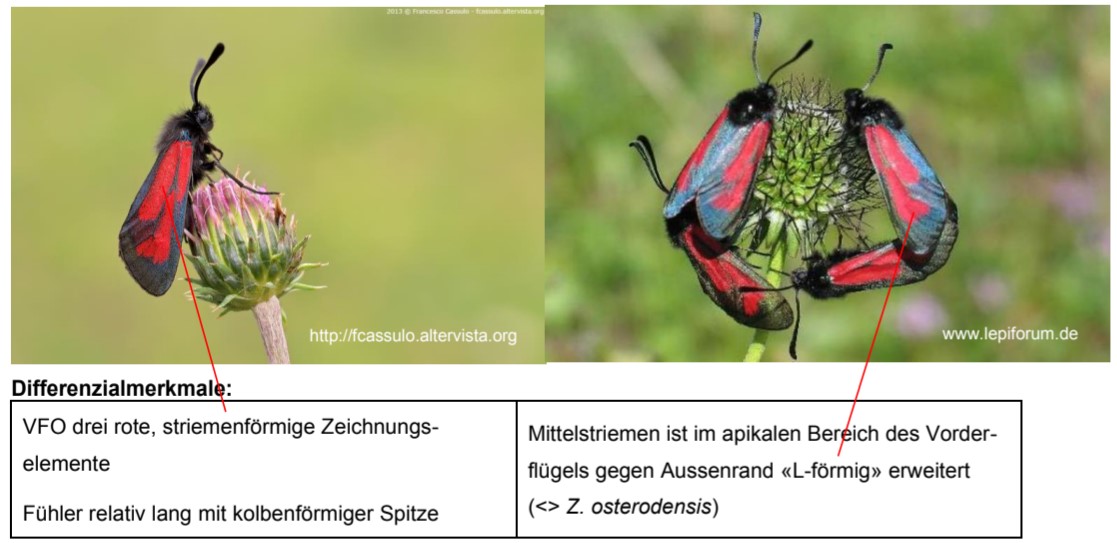 2013 © Francesco Cassulo - fcassulo.altervista.org
http://fcassulo.altervista.org
www.lepiforum.de
Differenzialmerkmale:
VFO drei rote, striemenförmige Zeichnungs-
elemente
Fühler relativ lang mit kolbenförmiger Spitze
Mittelstriemen ist im apikalen Bereich des Vorder-
flügels gegen Aussenrand «L-förmig» erweitert
(<> Z. osterodensis)